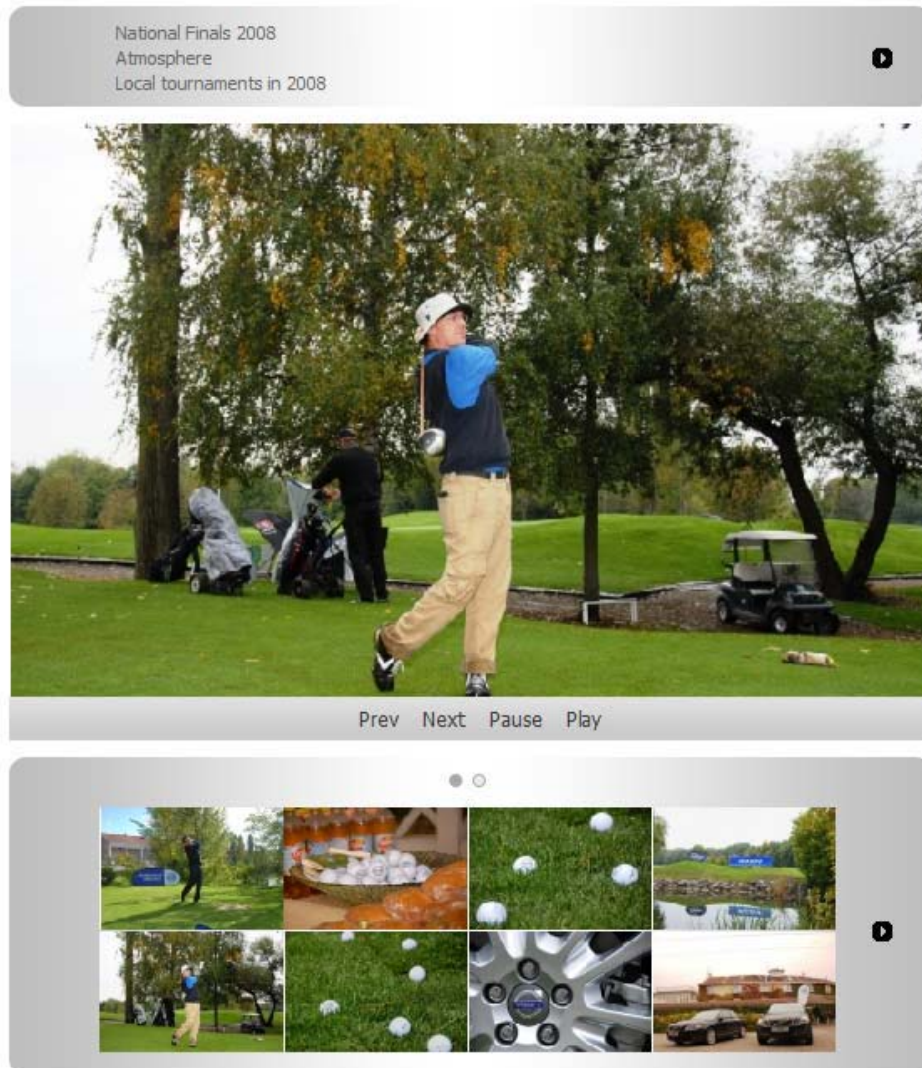 National Finals 2008
Atmosphere
Local tournaments in 2008
Prev Next Pause Play